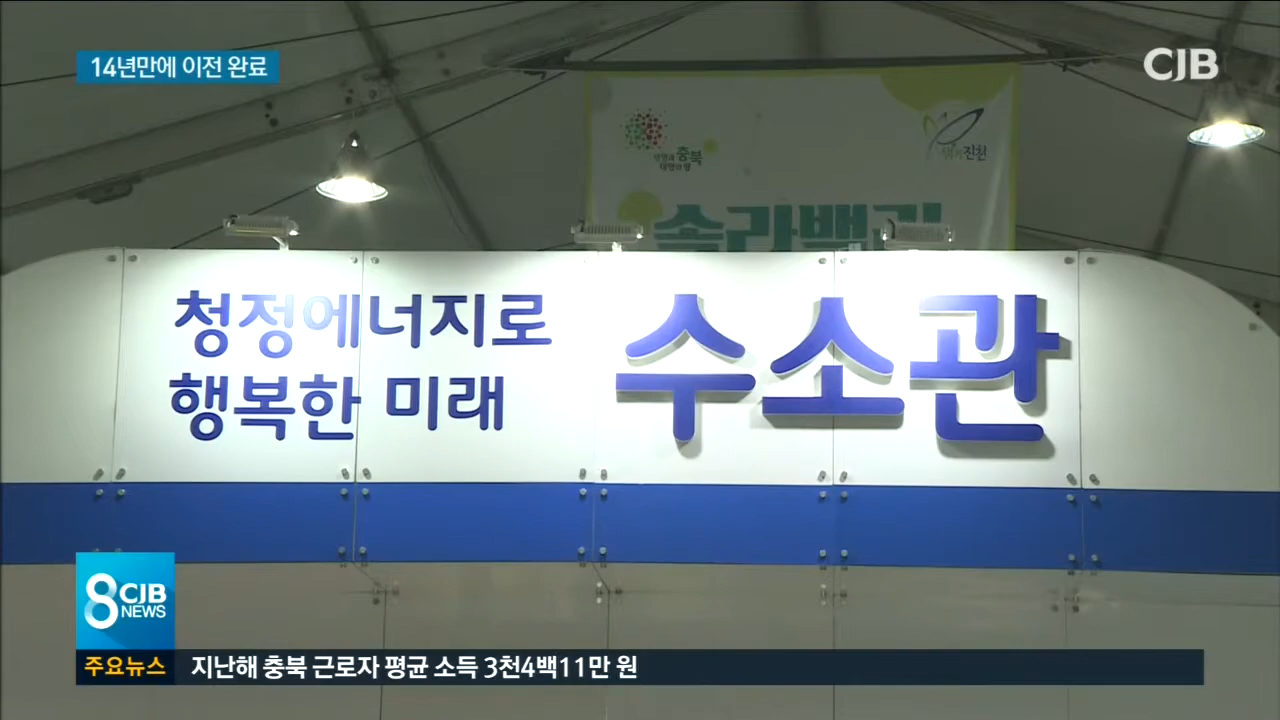 14년만에 이전 완료
CJB
충북
진천
청정에너지로
행복한 미래
수소관
8 CJB
NEWS
주요뉴스 지난해 충북 근로자 평균 소득 3천4백11만 원